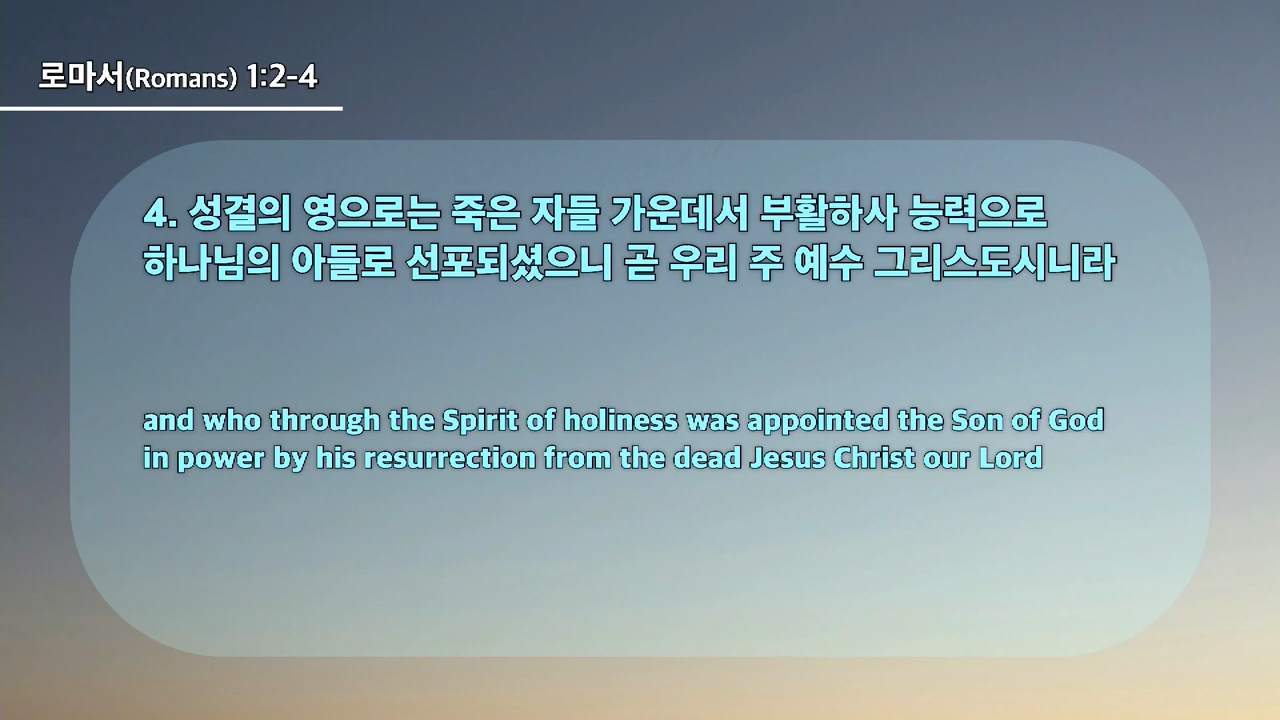 로마서(Romans) 1:2-4
4. 성결의 영으로는 죽은 자들 가운데서 부활하사 능력으로
하나님의 아들로 선포되셨으니 곧 우리 주 예수 그리스도시니라
and who through the Spirit of holiness was appointed the Son of God
in power by his resurrection from the dead Jesus Christ our Lord